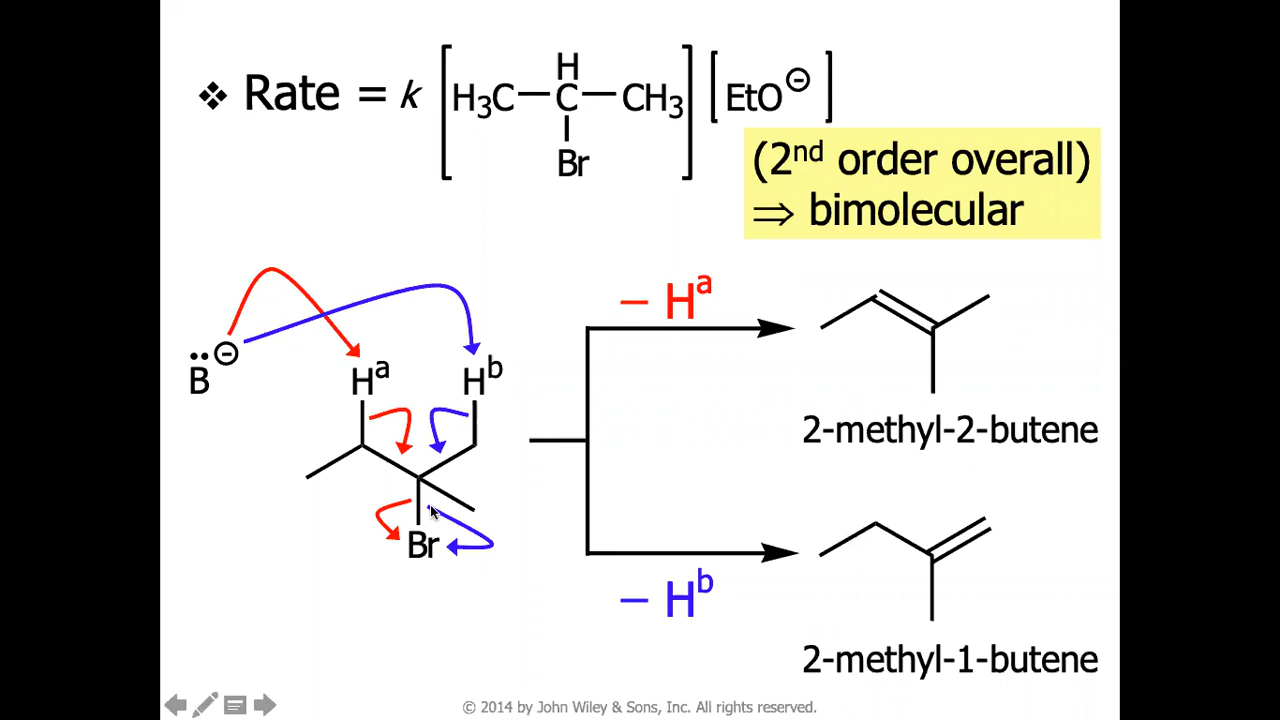 ❖ Rate = k [H₃C—C—CH₃] [EtO⊖]
H
Br
(2nd order overall)
⇒ bimolecular
– Hᵃ
B⊖
Hᵃ Hᵇ
2-methyl-2-butene
Br
– Hᵇ
2-methyl-1-butene
© 2014 by John Wiley & Sons, Inc. All rights reserved.